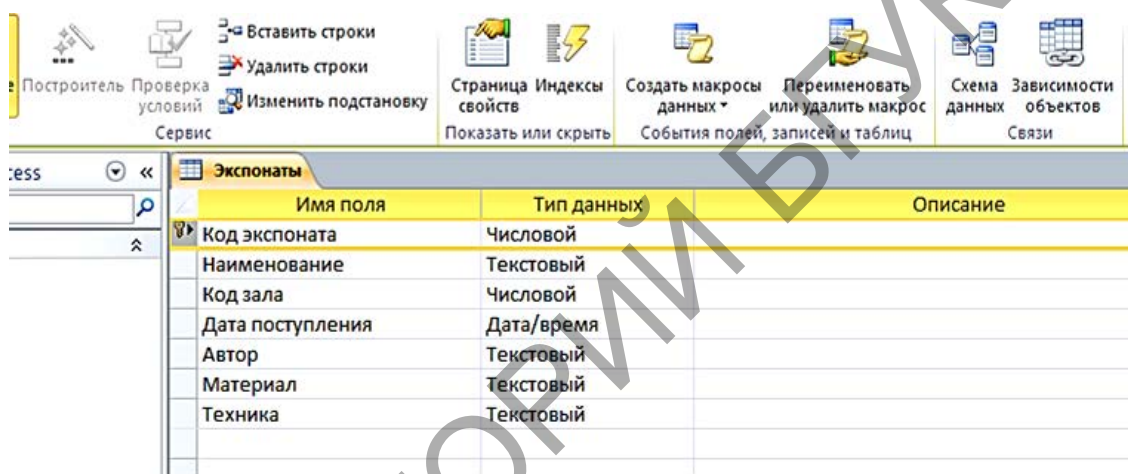 Вставить строки
Удалить строки
Изменить подстановку
Построитель Проверка условий
Сервис
Страница свойств
Индексы
Показать или скрыть
Создать макросы данных
Переименовать или удалить макрос
События полей, записей и таблиц
Схема данных
Зависимости объектов
Связи
Экспонаты
Имя поля Тип данных Описание
Код экспоната Числовой
Наименование Текстовый
Код зала Числовой
Дата поступления Дата/время
Автор Текстовый
Материал Текстовый
Техника Текстовый